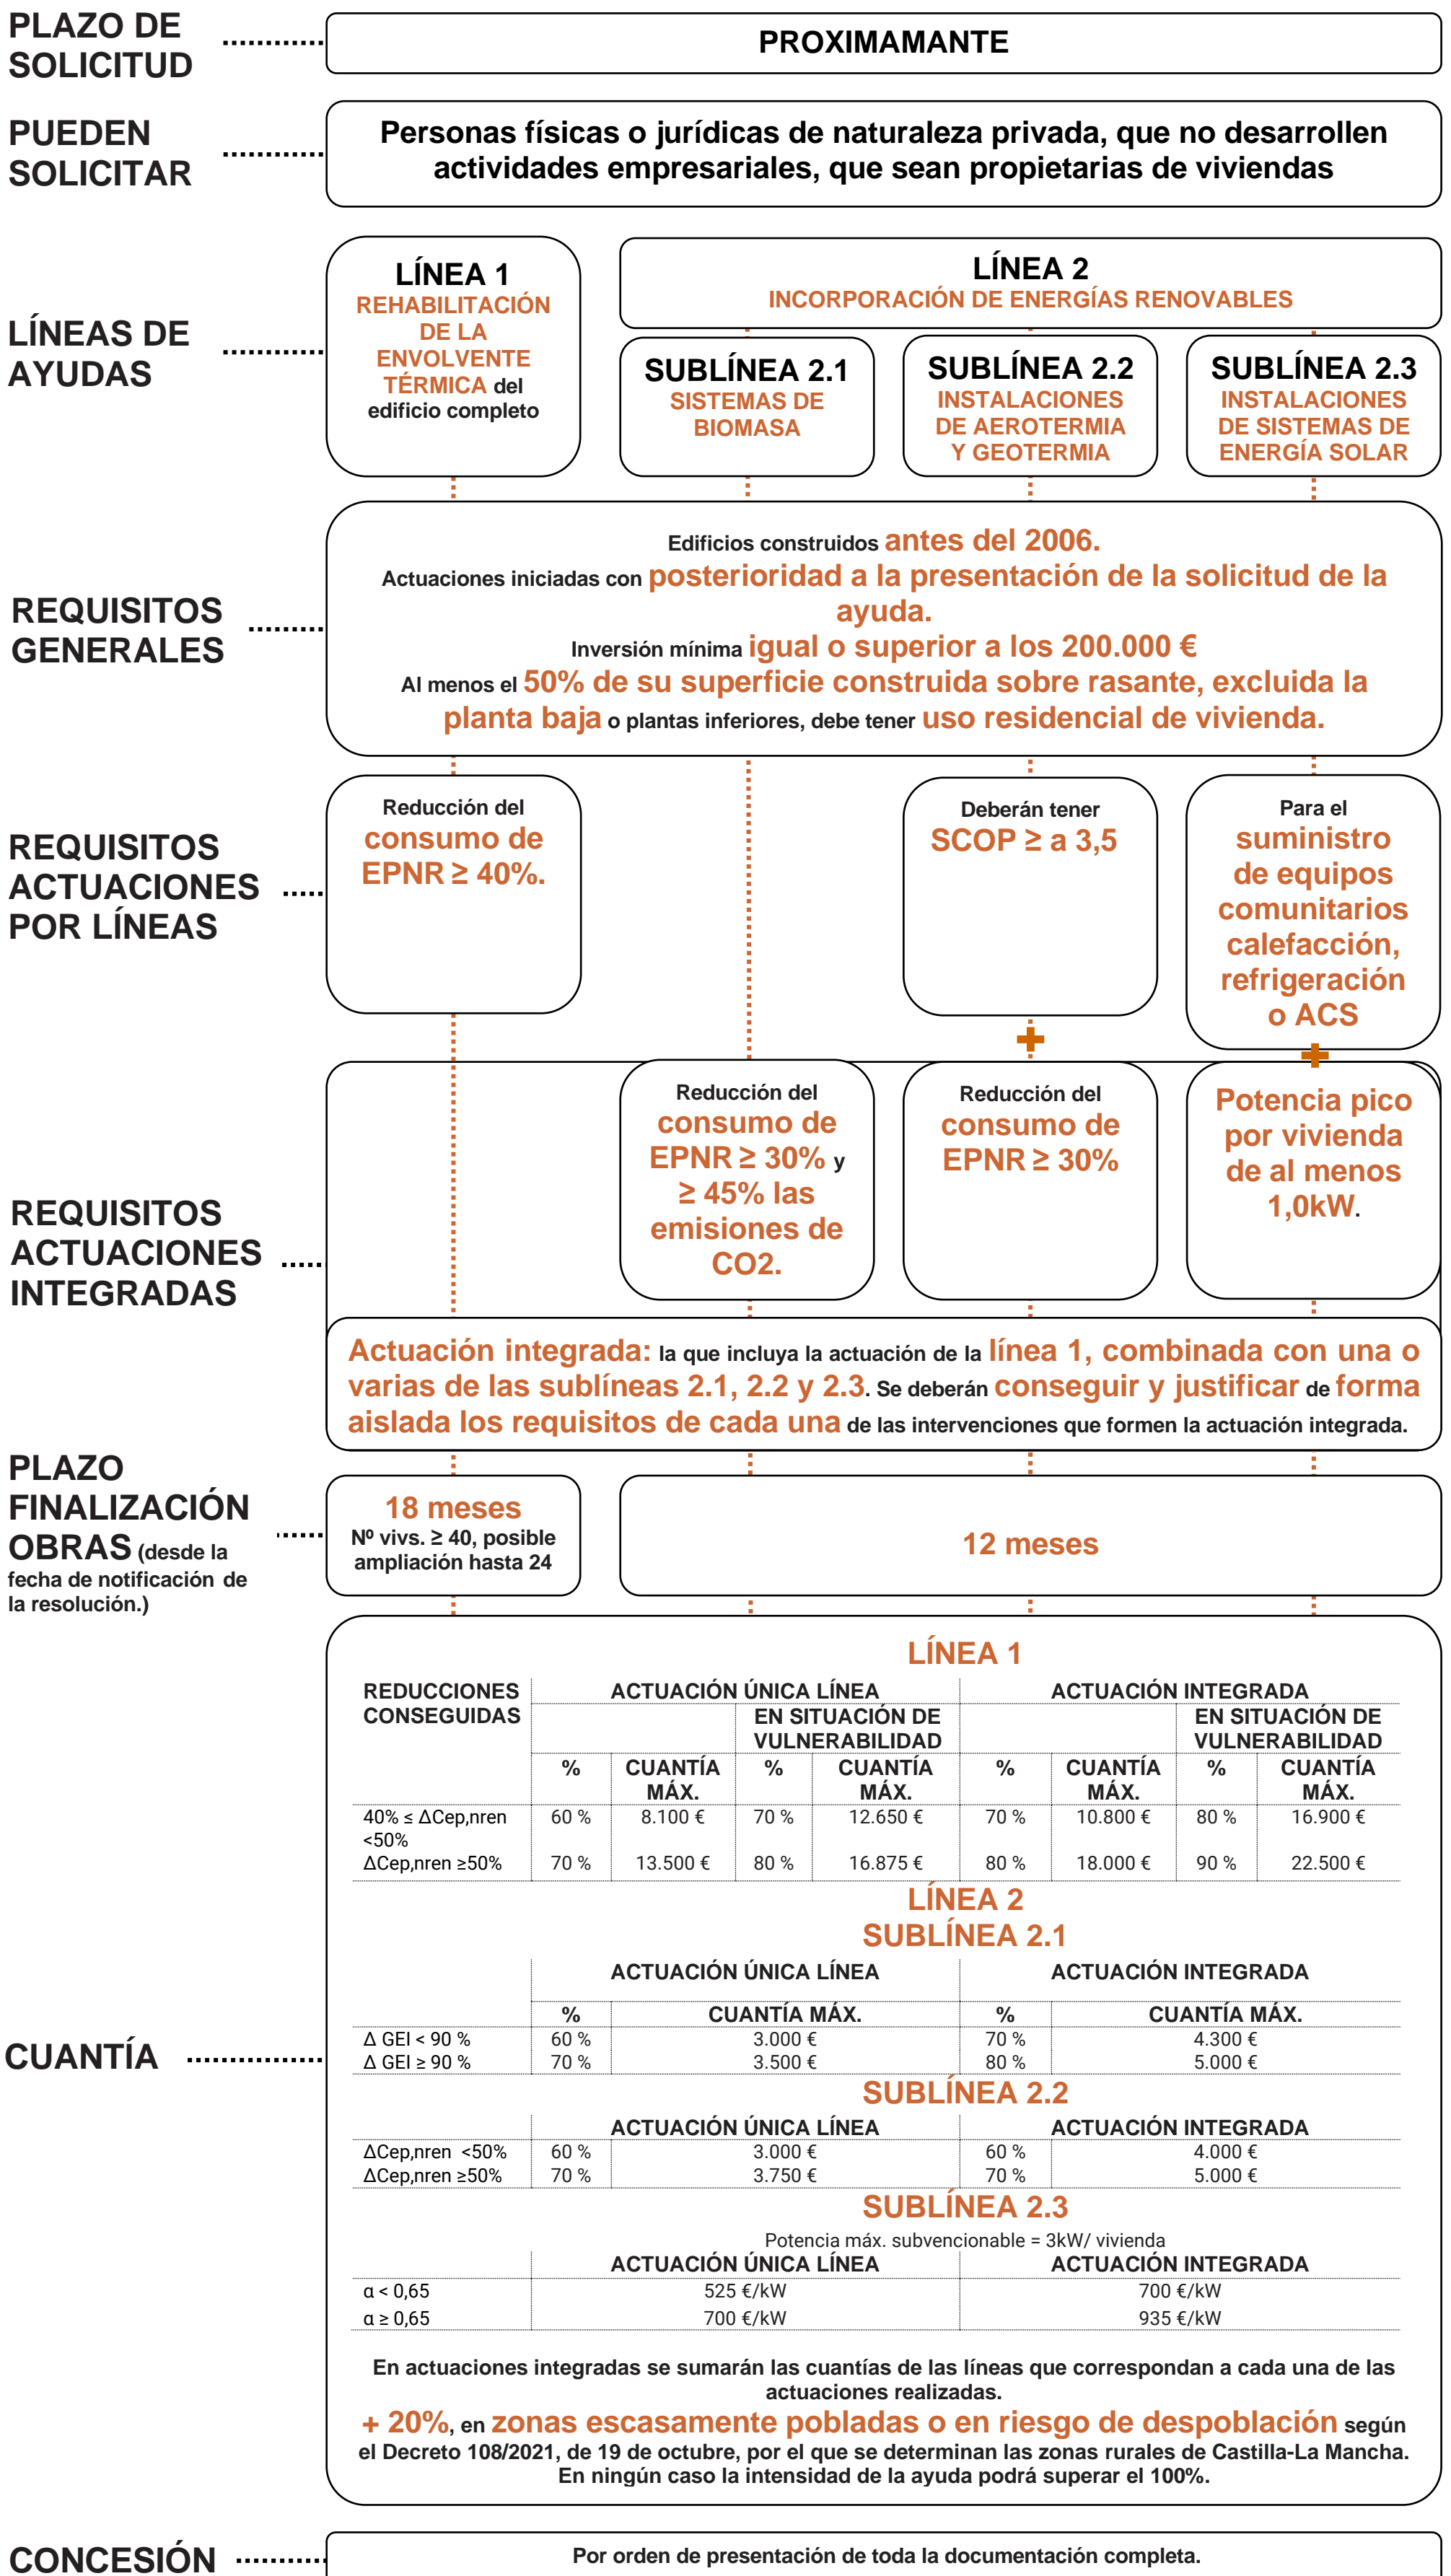 PLAZO DE
SOLICITUD
PROXIMAMANTE
PUEDEN
SOLICITAR
Personas físicas o jurídicas de naturaleza privada, que no desarrollen
actividades empresariales, que sean propietarias de viviendas
LÍNEAS DE
AYUDAS
LÍNEA 1
REHABILITACIÓN
DE LA
ENVOLVENTE
TÉRMICA del
edificio completo
LÍNEA 2
INCORPORACIÓN DE ENERGÍAS RENOVABLES
SUBLÍNEA 2.1
SISTEMAS DE
BIOMASA
SUBLÍNEA 2.2
INSTALACIONES
DE AEROTERMIA
Y GEOTERMIA
SUBLÍNEA 2.3
INSTALACIONES
DE SISTEMAS DE
ENERGÍA SOLAR
REQUISITOS
GENERALES
Edificios construidos antes del 2006.
Actuaciones iniciadas con posterioridad a la presentación de la solicitud de la
ayuda.
Inversión mínima igual o superior a los 200.000 €
Al menos el 50% de su superficie construida sobre rasante, excluida la
planta baja o plantas inferiores, debe tener uso residencial de vivienda.
REQUISITOS
ACTUACIONES
POR LÍNEAS
Reducción del
consumo de
EPNR ≥ 40%.
Deberán tener
SCOP ≥ a 3,5
Para el
suministro
de equipos
comunitarios
calefacción,
refrigeración
o ACS
REQUISITOS
ACTUACIONES
INTEGRADAS
Reducción del
consumo de
EPNR ≥ 30% y
≥ 45% las
emisiones de
CO2.
Reducción del
consumo de
EPNR ≥ 30%
Potencia pico
por vivienda
de al menos
1,0kW.
Actuación integrada: la que incluya la actuación de la línea 1, combinada con una o
varias de las sublíneas 2.1, 2.2 y 2.3. Se deberán conseguir y justificar de forma
aislada los requisitos de cada una de las intervenciones que formen la actuación integrada.
PLAZO
FINALIZACIÓN
OBRAS (desde la
fecha de notificación de
la resolución.)
18 meses
Nº vivs. ≥ 40, posible
ampliación hasta 24
12 meses
CUANTÍA
LÍNEA 1
REDUCCIONES ACTUACIÓN ÚNICA LÍNEA ACTUACIÓN INTEGRADA
CONSEGUIDAS EN SITUACIÓN DE EN SITUACIÓN DE
VULNERABILIDAD VULNERABILIDAD
% CUANTÍA % CUANTÍA % CUANTÍA % CUANTÍA
MÁX. MÁX. MÁX. MÁX.
40% ≤ ΔCep,nren 60 % 8.100 € 70 % 12.650 € 70 % 10.800 € 80 % 16.900 €
<50%
ΔCep,nren ≥50% 70 % 13.500 € 80 % 16.875 € 80 % 18.000 € 90 % 22.500 €
LÍNEA 2
SUBLÍNEA 2.1
ACTUACIÓN ÚNICA LÍNEA ACTUACIÓN INTEGRADA
% CUANTÍA MÁX. % CUANTÍA MÁX.
Δ GEI < 90 % 60 % 3.000 € 70 % 4.300 €
Δ GEI ≥ 90 % 70 % 3.500 € 80 % 5.000 €
SUBLÍNEA 2.2
ACTUACIÓN ÚNICA LÍNEA ACTUACIÓN INTEGRADA
ΔCep,nren <50% 60 % 3.000 € 60 % 4.000 €
ΔCep,nren ≥50% 70 % 3.750 € 70 % 5.000 €
SUBLÍNEA 2.3
Potencia máx. subvencionable = 3kW/ vivienda
ACTUACIÓN ÚNICA LÍNEA ACTUACIÓN INTEGRADA
α < 0,65 525 €/kW 700 €/kW
α ≥ 0,65 700 €/kW 935 €/kW
En actuaciones integradas se sumarán las cuantías de las líneas que correspondan a cada una de las
actuaciones realizadas.
+ 20%, en zonas escasamente pobladas o en riesgo de despoblación según
el Decreto 108/2021, de 19 de octubre, por el que se determinan las zonas rurales de Castilla-La Mancha.
En ningún caso la intensidad de la ayuda podrá superar el 100%.
CONCESIÓN
Por orden de presentación de toda la documentación completa.